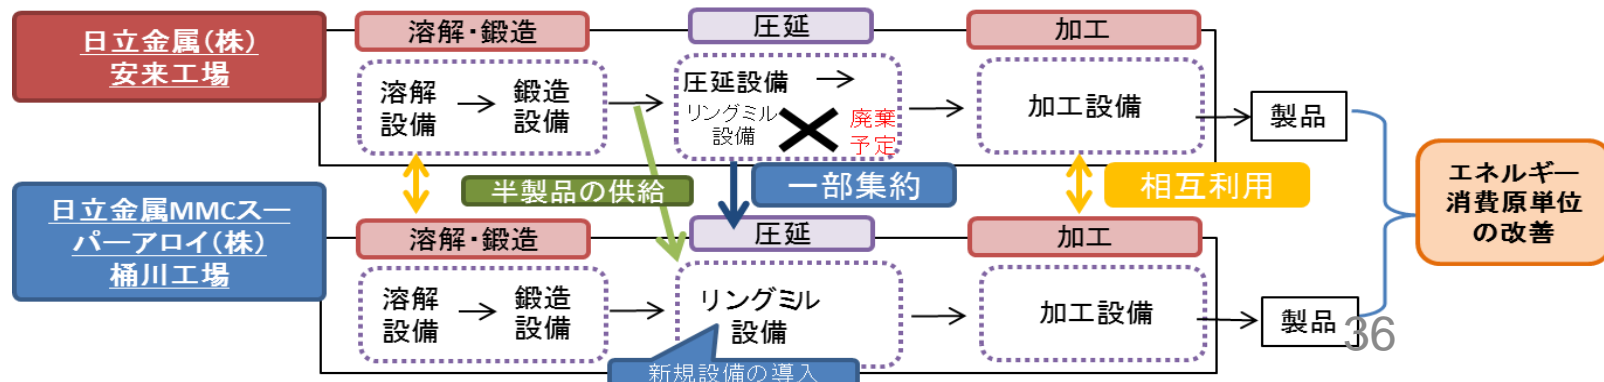 日立金属(株)
安来工場
溶解・鍛造
圧延
加工
溶解
設備
鍛造
設備
圧延設備
リングミル
設備
廃棄
予定
加工設備
製品
半製品の供給
一部集約
相互利用
エネルギー
消費原単位
の改善
日立金属MMCスー
パーアロイ(株)
桶川工場
溶解・鍛造
圧延
加工
溶解
設備
鍛造
設備
リングミル
設備
加工設備
製品
新規設備の導入
36